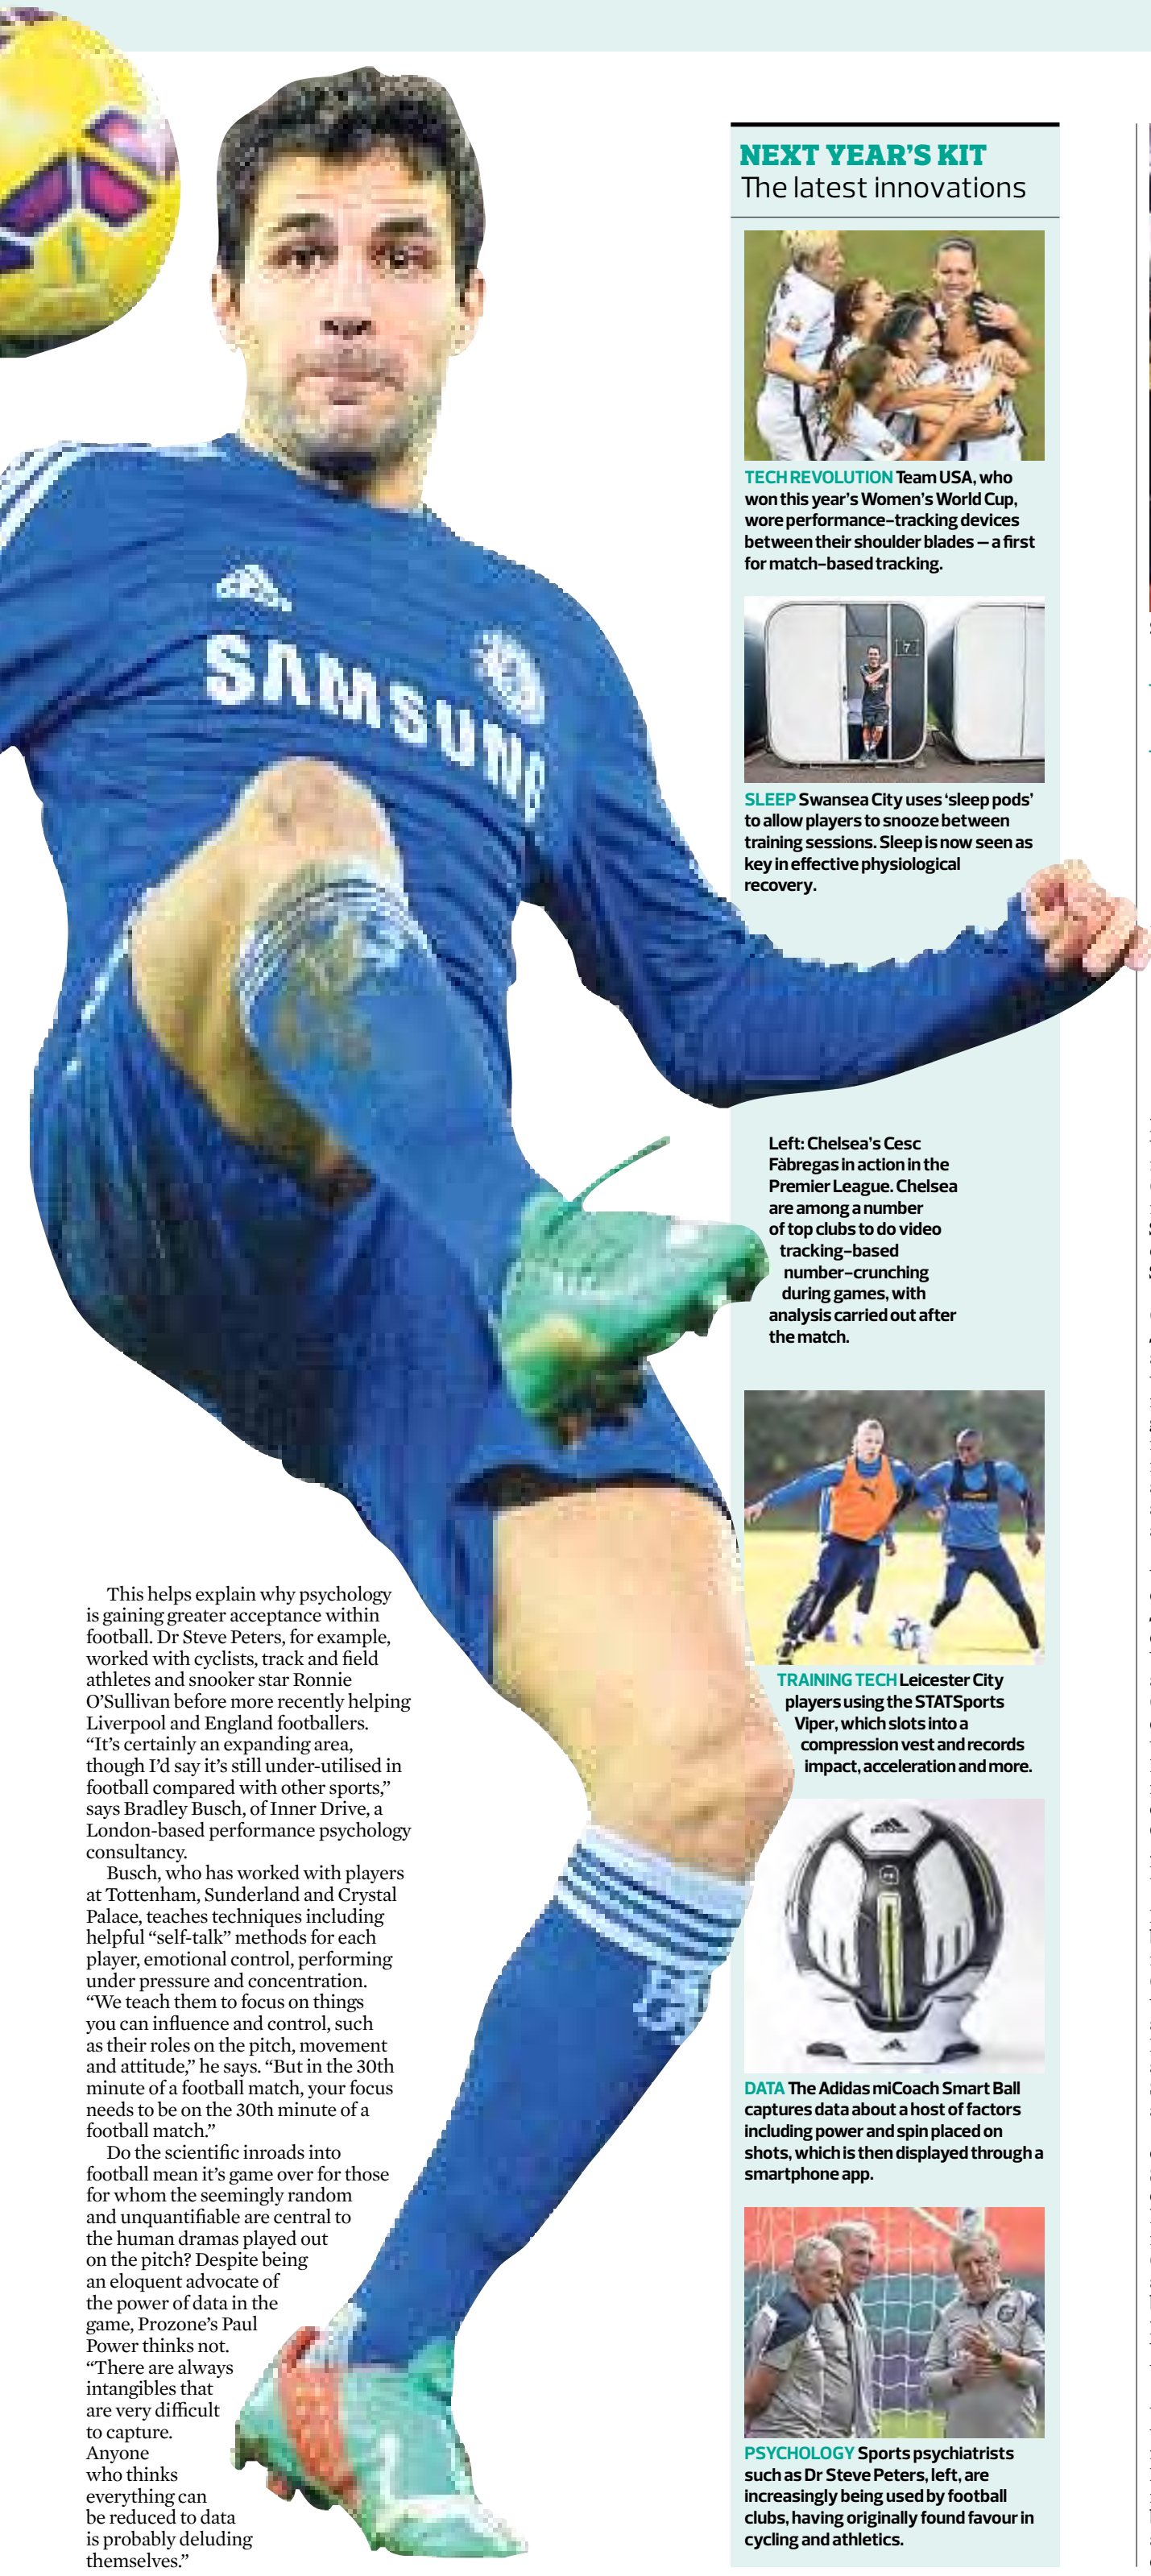 NEXT YEAR'S KIT
The latest innovations
TECH REVOLUTION Team USA, who
won this year's Women's World Cup,
wore performance-tracking devices
between their shoulder blades – a first
for match-based tracking.
7
SLEEP Swansea City uses 'sleep pods'
to allow players to snooze between
training sessions. Sleep is now seen as
key in effective physiological
recovery.
SAMSUNG
Left: Chelsea's Cesc
Fàbregas in action in the
Premier League. Chelsea
are among a number
of top clubs to do video
tracking-based
number-crunching
during games, with
analysis carried out after
the match.
TRAINING TECH Leicester City
players using the STATSports
Viper, which slots into a
compression vest and records
impact, acceleration and more.
DATA The Adidas miCoach Smart Ball
captures data about a host of factors
including power and spin placed on
shots, which is then displayed through a
smartphone app.
PSYCHOLOGY Sports psychiatrists
such as Dr Steve Peters, left, are
increasingly being used by football
clubs, having originally found favour in
cycling and athletics.
This helps explain why psychology
is gaining greater acceptance within
football. Dr Steve Peters, for example,
worked with cyclists, track and field
athletes and snooker star Ronnie
O'Sullivan before more recently helping
Liverpool and England footballers.
“It's certainly an expanding area,
though I'd say it's still under-utilised in
football compared with other sports,”
says Bradley Busch, of Inner Drive, a
London-based performance psychology
consultancy.
Busch, who has worked with players
at Tottenham, Sunderland and Crystal
Palace, teaches techniques including
helpful “self-talk” methods for each
player, emotional control, performing
under pressure and concentration.
“We teach them to focus on things
you can influence and control, such
as their roles on the pitch, movement
and attitude,” he says. “But in the 30th
minute of a football match, your focus
needs to be on the 30th minute of a
football match.”
Do the scientific inroads into
football mean it's game over for those
for whom the seemingly random
and unquantifiable are central to
the human dramas played out
on the pitch? Despite being
an eloquent advocate of
the power of data in the
game, Prozone's Paul
Power thinks not.
“There are always
intangibles that
are very difficult
to capture.
Anyone
who thinks
everything can
be reduced to data
is probably deluding
themselves.”